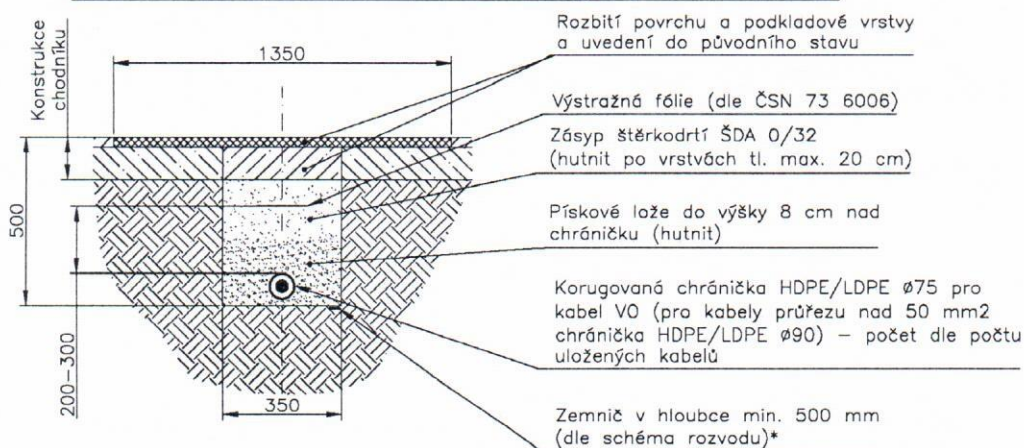 Rozbití povrchu a podkladové vrstvy
a uvedení do původního stavu
Konstrukce
chodníku
1350
Výstražná fólie (dle ČSN 73 6006)
Zásyp štěrkodrtí ŠDA 0/32
(hutnit po vrstvách tl. max. 20 cm)
500
Pískové lože do výšky 8 cm nad
chráničku (hutnit)
Korugovaná chránička HDPE/LDPE ø75 pro
kabel VO (pro kabely průřezu nad 50 mm2
chránička HDPE/LDPE ø90) – počet dle počtu
uložených kabelů
200–300
350
Zemnič v hloubce min. 500 mm
(dle schéma rozvodu)*